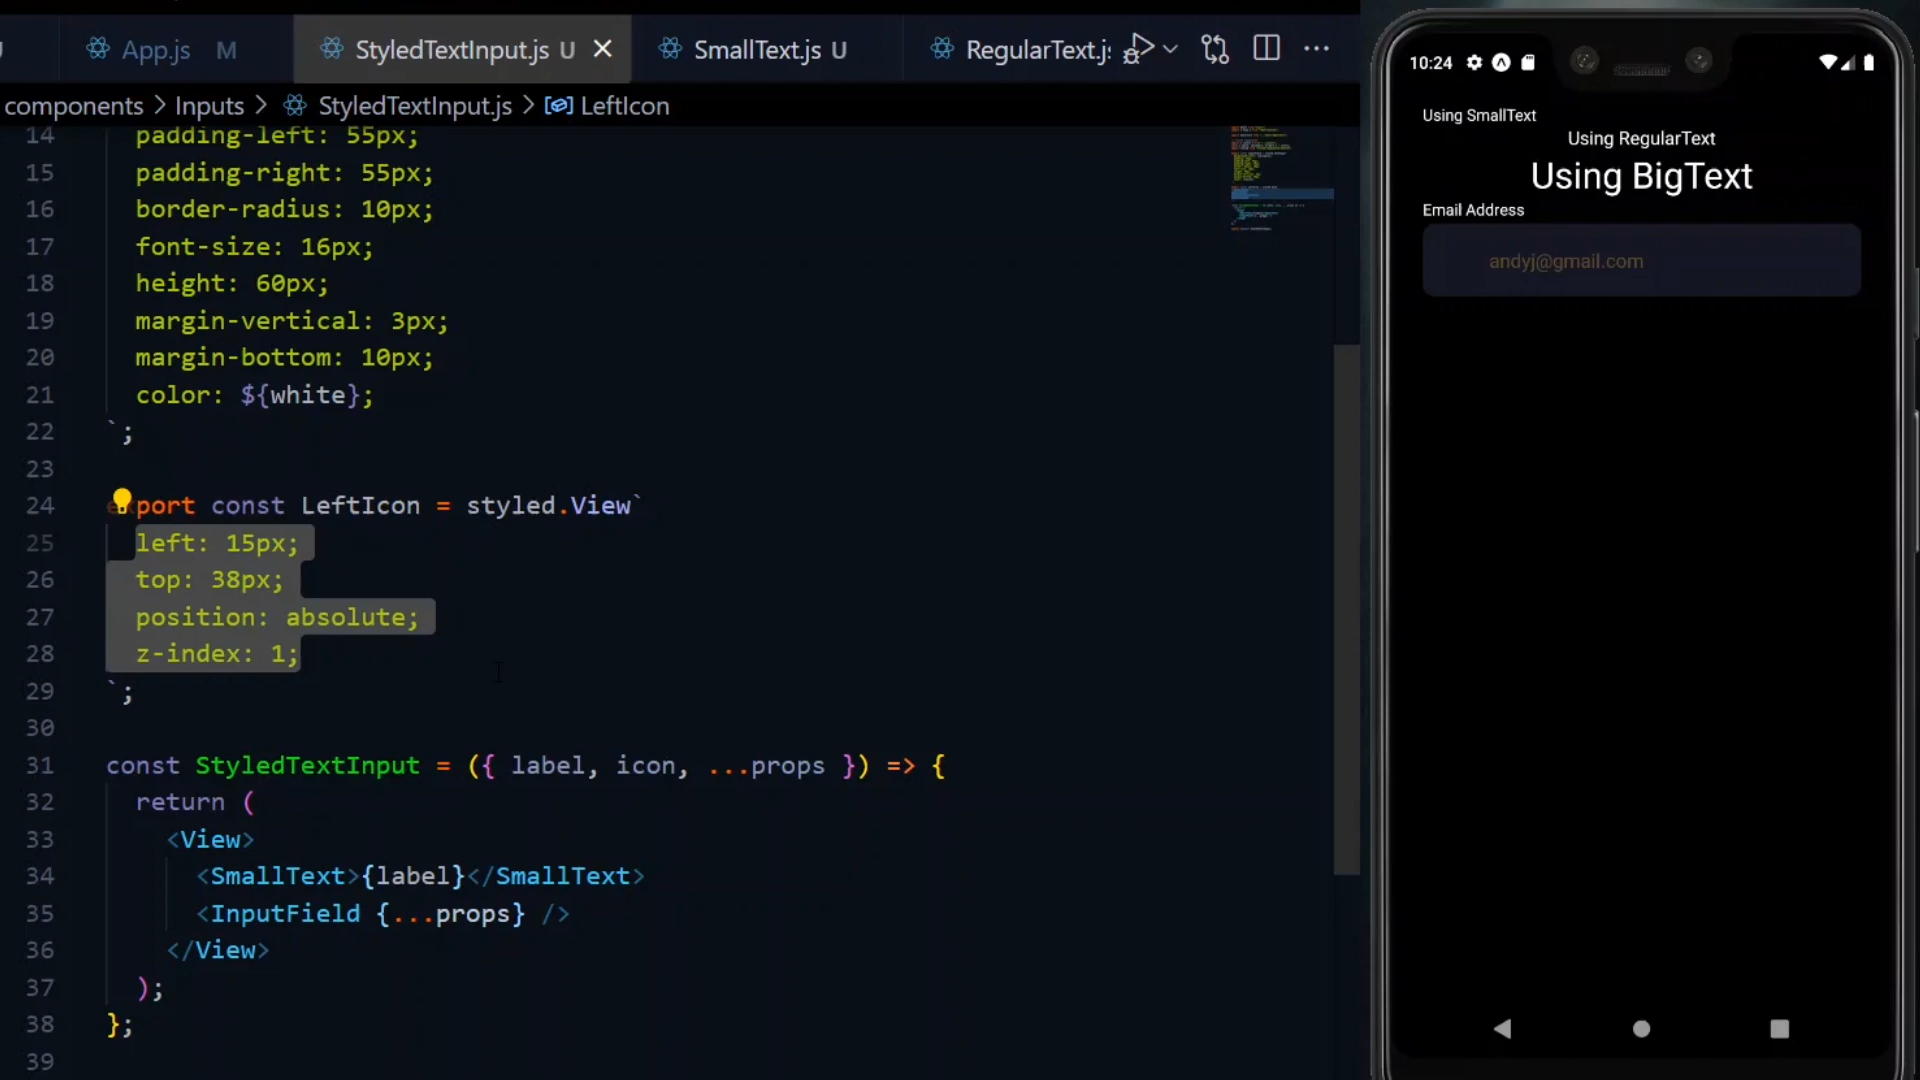 App.js M
StyledTextInput.js U
SmallText.js U
RegularText.js
components > Inputs > StyledTextInput.js > LeftIcon
14 padding-left: 55px;
15 padding-right: 55px;
16 border-radius: 10px;
17 font-size: 16px;
18 height: 60px;
19 margin-vertical: 3px;
20 margin-bottom: 10px;
21 color: ${white};
22 `;
23
24 export const LeftIcon = styled.View`
25 left: 15px;
26 top: 38px;
27 position: absolute;
28 z-index: 1;
29 `;
30
31 const StyledTextInput = ({ label, icon, ...props }) => {
32 return (
33 <View>
34 <SmallText>{label}</SmallText>
35 <InputField {...props} />
36 </View>
37 );
38 };
39
10:24
Using SmallText
Using RegularText
Using BigText
Email Address
andyj@gmail.com